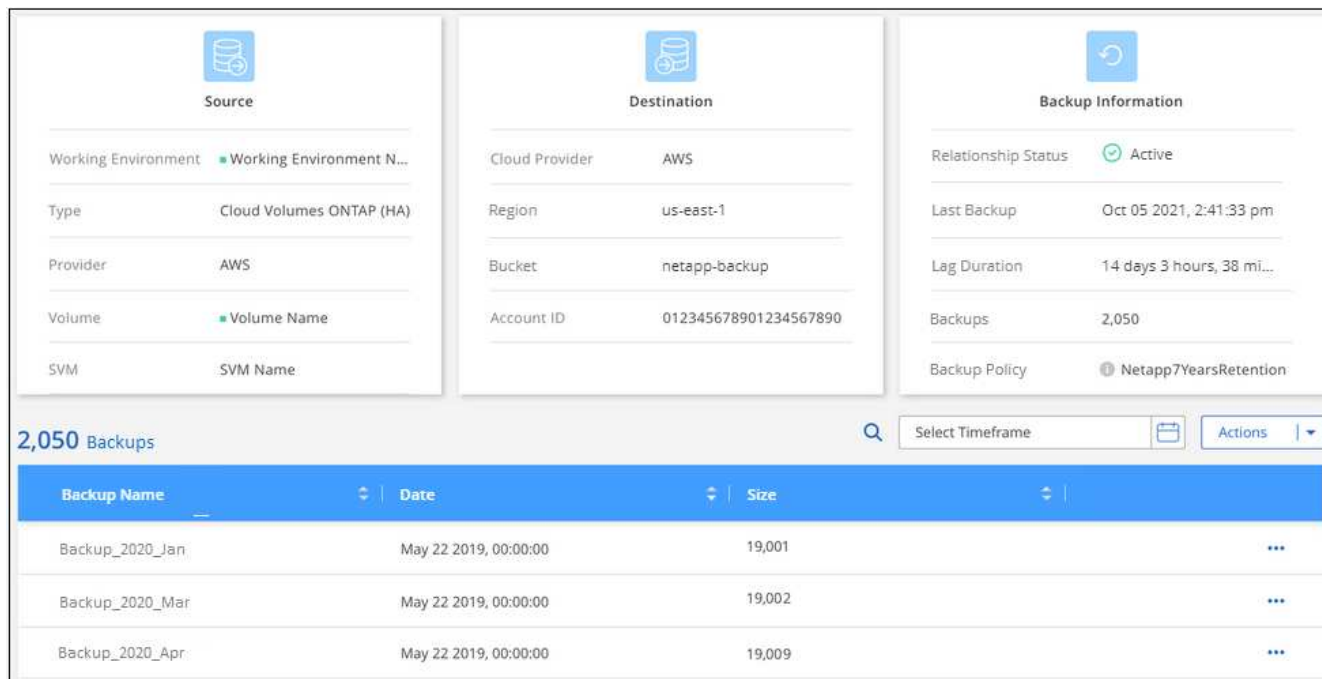 Source
Working Environment Working Environment N...
Type Cloud Volumes ONTAP (HA)
Provider AWS
Volume Volume Name
SVM SVM Name
Destination
Cloud Provider AWS
Region us-east-1
Bucket netapp-backup
Account ID 012345678901234567890
Backup Information
Relationship Status Active
Last Backup Oct 05 2021, 2:41:33 pm
Lag Duration 14 days 3 hours, 38 mi...
Backups 2,050
Backup Policy Netapp7YearsRetention
2,050 Backups
Select Timeframe
Actions
Backup Name Date Size
Backup_2020_Jan May 22 2019, 00:00:00 19,001
Backup_2020_Mar May 22 2019, 00:00:00 19,002
Backup_2020_Apr May 22 2019, 00:00:00 19,009